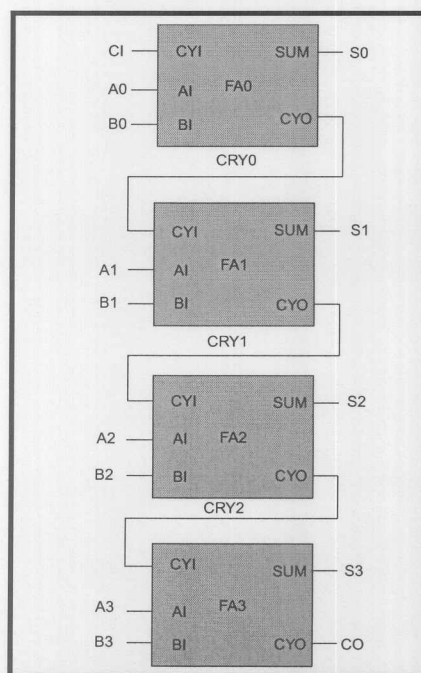 CI CYI SUM S0
A0 AI FA0
B0 BI CYO
CRY0
CYI SUM S1
A1 AI FA1
B1 BI CYO
CRY1
CYI SUM S2
A2 AI FA2
B2 BI CYO
CRY2
CYI SUM S3
A3 AI FA3
B3 BI CYO CO